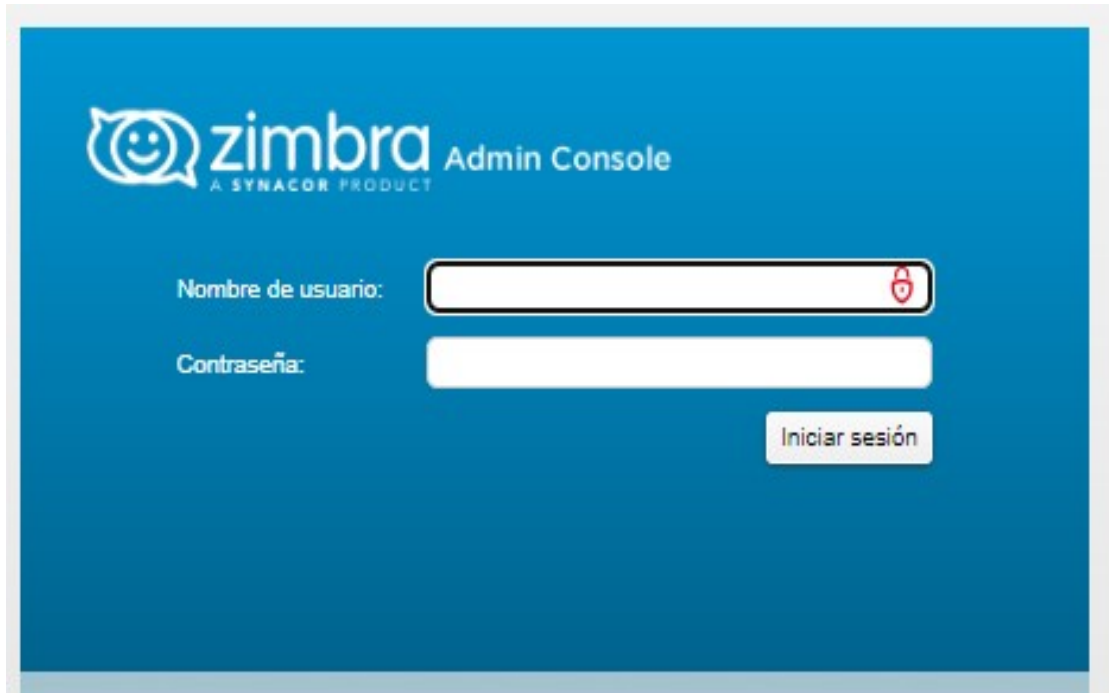 zimbra Admin Console
A SYNACOR PRODUCT
Nombre de usuario:
Contraseña:
Iniciar sesión